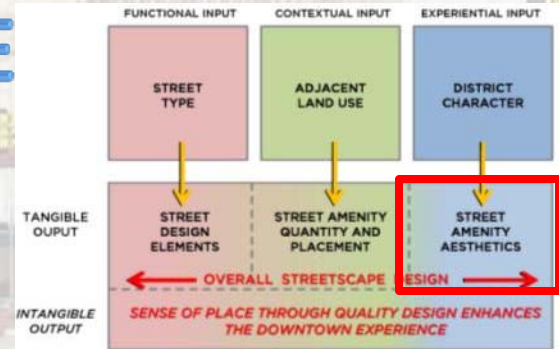 FUNCTIONAL INPUT
CONTEXTUAL INPUT
EXPERIENTIAL INPUT
STREET
TYPE
ADJACENT
LAND USE
DISTRICT
CHARACTER
TANGIBLE
OUPUT
STREET
DESIGN
ELEMENTS
STREET AMENITY
QUANTITY AND
PLACEMENT
STREET
AMENITY
AESTHETICS
OVERALL STREETSCAPE DESIGN
INTANGIBLE
OUTPUT
SENSE OF PLACE THROUGH QUALITY DESIGN ENHANCES
THE DOWNTOWN EXPERIENCE